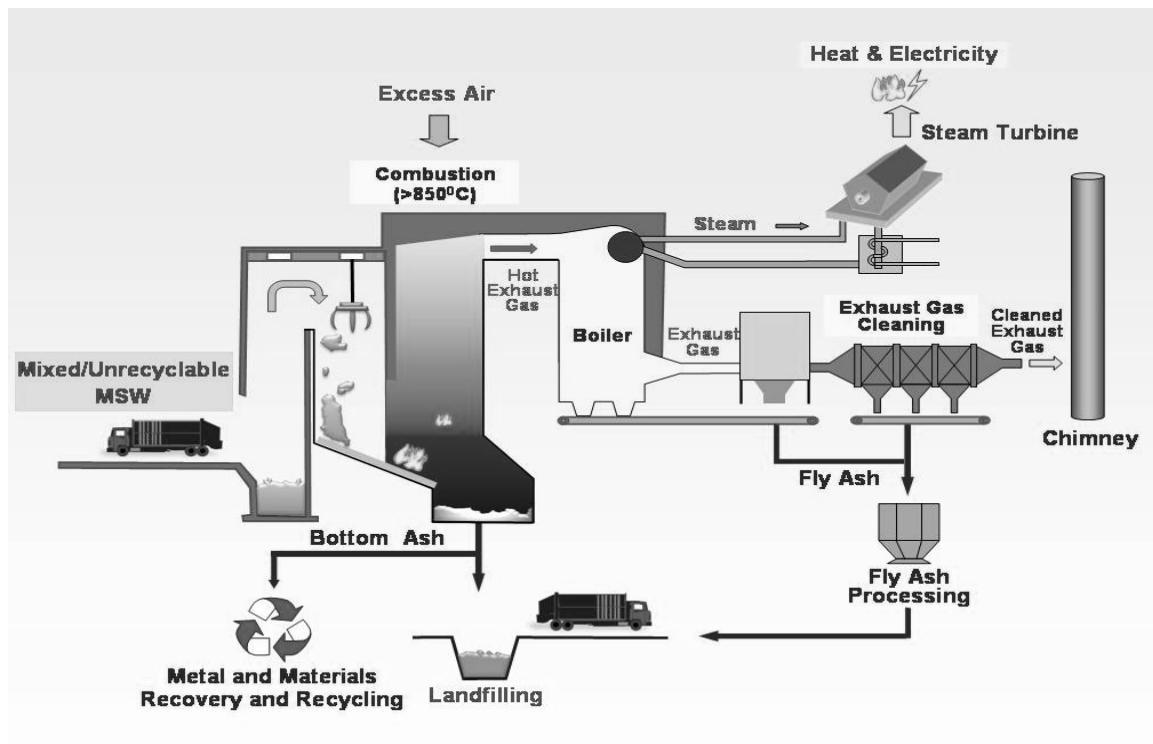 Heat & Electricity
Excess Air
Steam Turbine
Combustion
(>850⁰C)
Steam
Hot
Exhaust
Gas
Exhaust Gas
Cleaning
Cleaned
Exhaust
Gas
Boiler
Exhaust
Gas
Mixed/Unrecyclable
MSW
Chimney
Fly Ash
Bottom Ash
Fly Ash
Processing
Metal and Materials
Recovery and Recycling
Landfilling